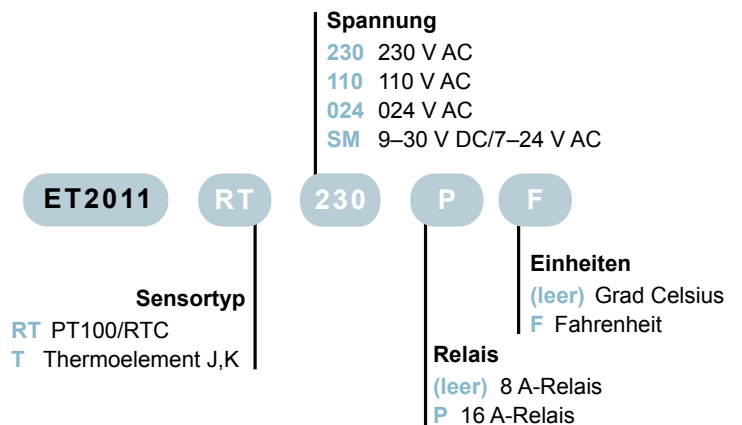 Spannung
230 230 V AC
110 110 V AC
024 024 V AC
SM 9–30 V DC/7–24 V AC
ET2011 RT 230 P F
Sensortyp
RT PT100/RTC
T Thermoelement J,K
Einheiten
(leer) Grad Celsius
F Fahrenheit
Relais
(leer) 8 A-Relais
P 16 A-Relais